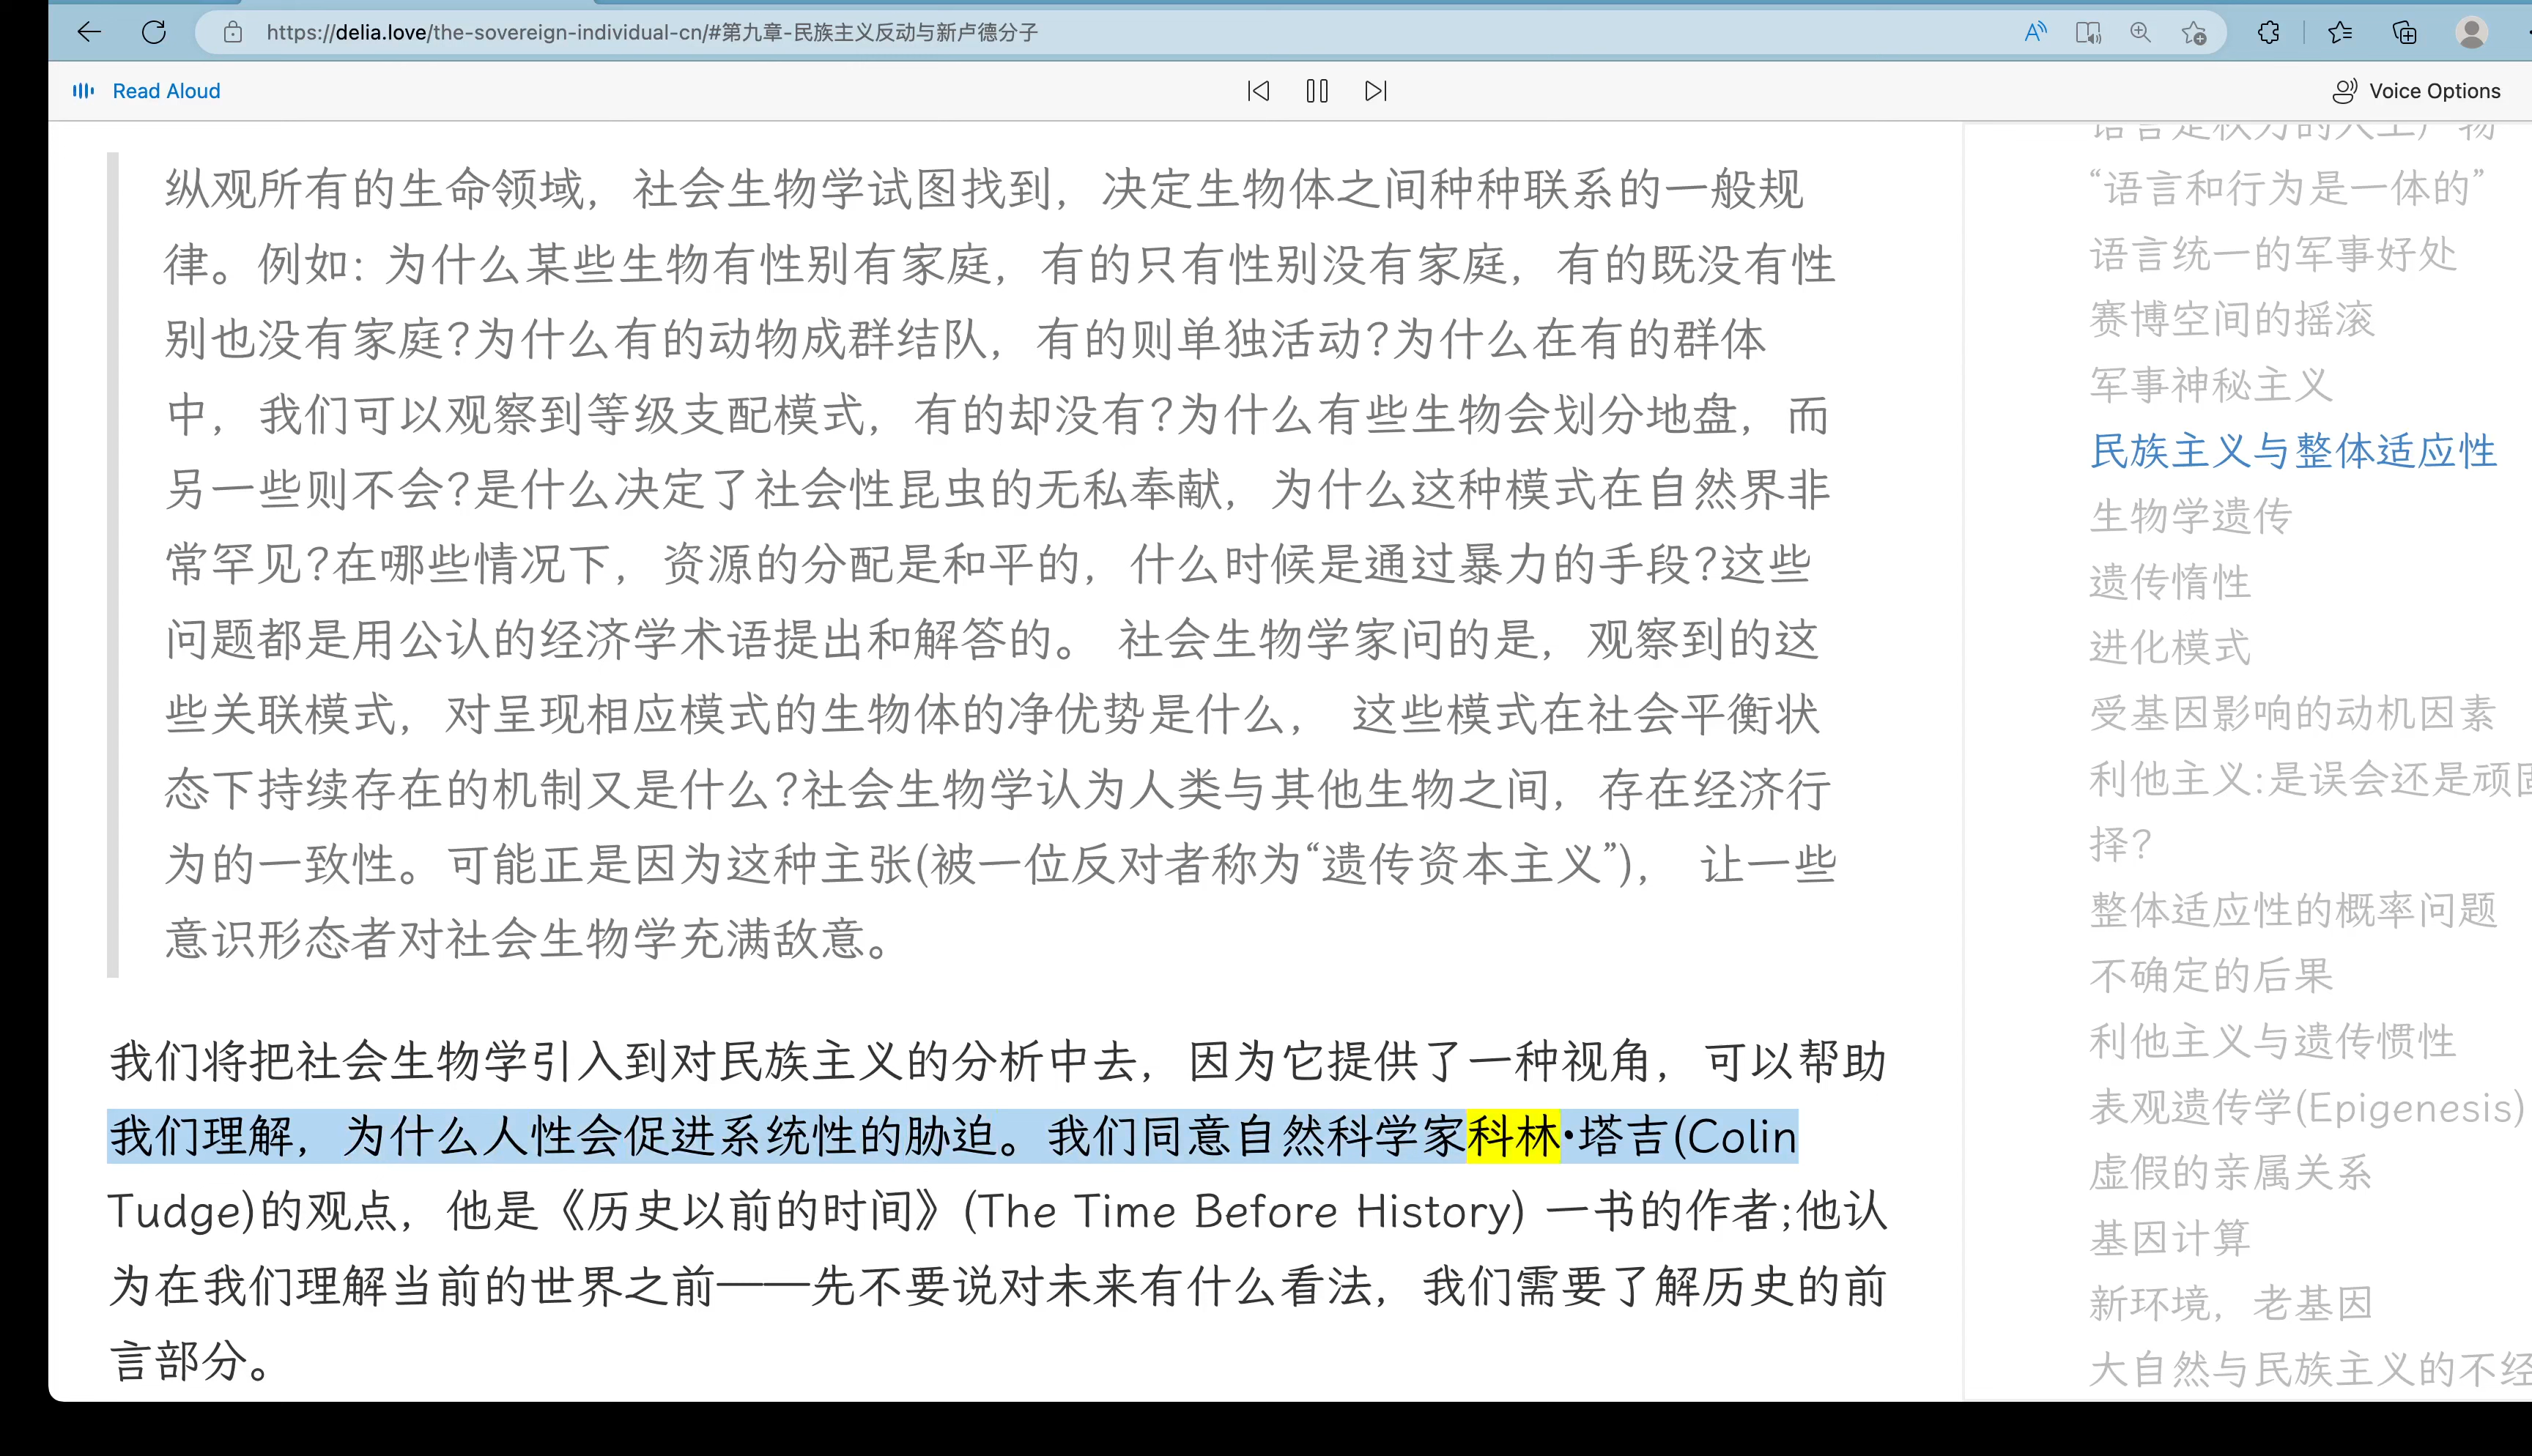 https://delia.love/the-sovereign-individual-cn/#第九章-民族主义反动与新卢德分子
Read Aloud
Voice Options
纵观所有的生命领域，社会生物学试图找到，决定生物体之间种种联系的一般规
律。例如: 为什么某些生物有性别有家庭，有的只有性别没有家庭，有的既没有性
别也没有家庭?为什么有的动物成群结队，有的则单独活动?为什么在有的群体
中，我们可以观察到等级支配模式，有的却没有?为什么有些生物会划分地盘，而
另一些则不会?是什么决定了社会性昆虫的无私奉献，为什么这种模式在自然界非
常罕见?在哪些情况下，资源的分配是和平的，什么时候是通过暴力的手段?这些
问题都是用公认的经济学术语提出和解答的。 社会生物学家问的是，观察到的这
些关联模式，对呈现相应模式的生物体的净优势是什么， 这些模式在社会平衡状
态下持续存在的机制又是什么?社会生物学认为人类与其他生物之间，存在经济行
为的一致性。可能正是因为这种主张(被一位反对者称为“遗传资本主义”)， 让一些
意识形态者对社会生物学充满敌意。
我们将把社会生物学引入到对民族主义的分析中去，因为它提供了一种视角，可以帮助
我们理解，为什么人性会促进系统性的胁迫。我们同意自然科学家科林•塔吉(Colin
Tudge)的观点，他是《历史以前的时间》(The Time Before History) 一书的作者;他认
为在我们理解当前的世界之前——先不要说对未来有什么看法，我们需要了解历史的前
言部分。
语言是权力的人工产物
“语言和行为是一体的”
语言统一的军事好处
赛博空间的摇滚
军事神秘主义
民族主义与整体适应性
生物学遗传
遗传惰性
进化模式
受基因影响的动机因素
利他主义:是误会还是顽固
择?
整体适应性的概率问题
不确定的后果
利他主义与遗传惯性
表观遗传学(Epigenesis)
虚假的亲属关系
基因计算
新环境，老基因
大自然与民族主义的不经